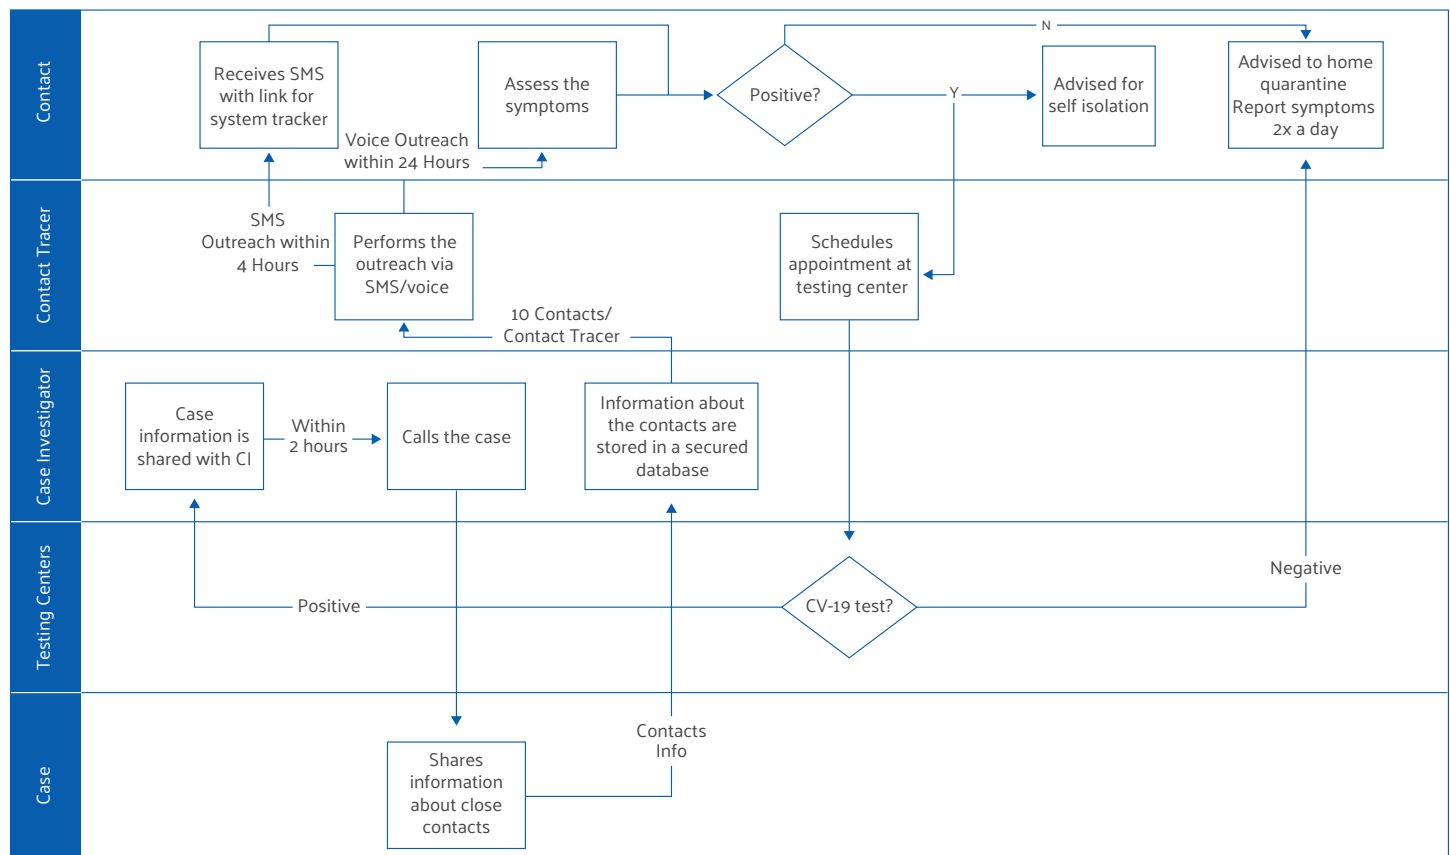 Contact
Receives SMS
with link for
system tracker
Assess the
symptoms
Positive?
N
Y
Advised for
self isolation
Advised to home
quarantine
Report symptoms
2x a day
Voice Outreach
within 24 Hours
Contact Tracer
SMS
Outreach within
4 Hours
Performs the
outreach via
SMS/voice
Schedules
appointment at
testing center
10 Contacts/
Contact Tracer
Case Investigator
Case
information is
shared with CI
Within
2 hours
Calls the case
Information about
the contacts are
stored in a secured
database
Testing Centers
Positive
CV-19 test?
Negative
Case
Shares
information
about close
contacts
Contacts
Info